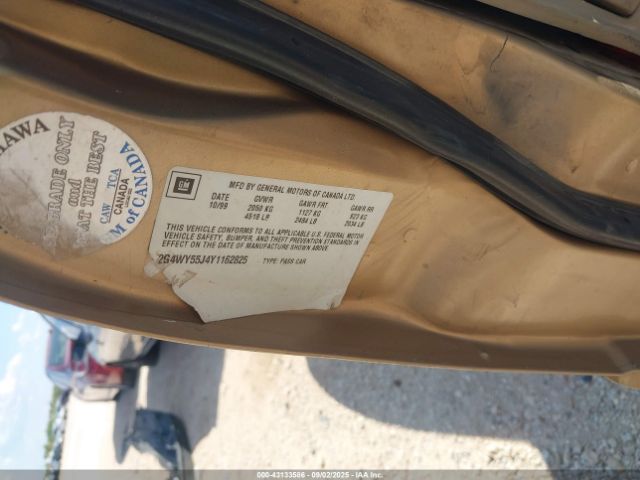 AWA
BLADE ONLY
and
AT THE BEST
CAW TCA
CANADA
M of CANADA
GM
MFD BY GENERAL MOTORS OF CANADA LTD
DATE GVWR GAWR FRT GAWR RR
10/99 2050 KG 1127 KG 923 KG
4518 LB 2484 LB 2034 LB
THIS VEHICLE CONFORMS TO ALL APPLICABLE U.S. FEDERAL MOTOR
VEHICLE SAFETY, BUMPER, AND THEFT PREVENTION STANDARDS IN
EFFECT ON THE DATE OF MANUFACTURE SHOWN ABOVE.
2G4WY55J4Y1162625 TYPE: PASS CAR
000-43133586 - 09/02/2025 - IAA Inc.